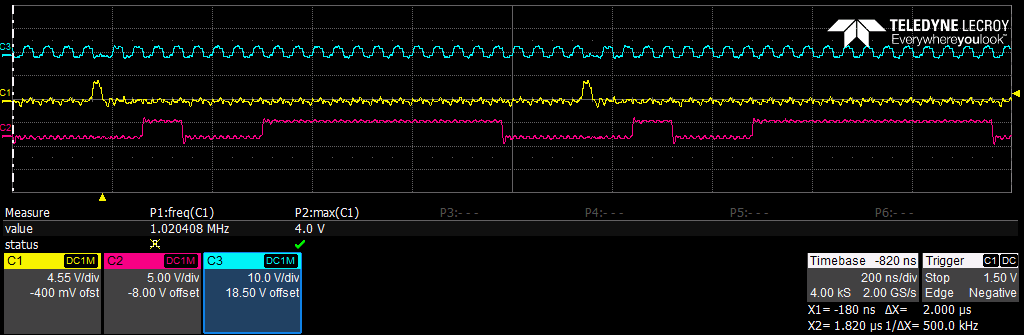 C3
TELEDYNE LECROY
Everywhereyoulook™
C1
C2
Measure P1:freq(C1) P2:max(C1) P3:- - - P4:- - - P5:- - - P6:- - -
value 1.020408 MHz 4.0 V
status
C1 DC1M C2 DC1M C3 DC1M Timebase -820 ns Trigger C1 DC
4.55 V/div 5.00 V/div 10.0 V/div 200 ns/div Stop 1.50 V
-400 mV ofst -8.00 V offset 18.50 V offset 4.00 kS 2.00 GS/s Edge Negative
X1= -180 ns ΔX= 2.000 µs
X2= 1.820 µs 1/ΔX= 500.0 kHz